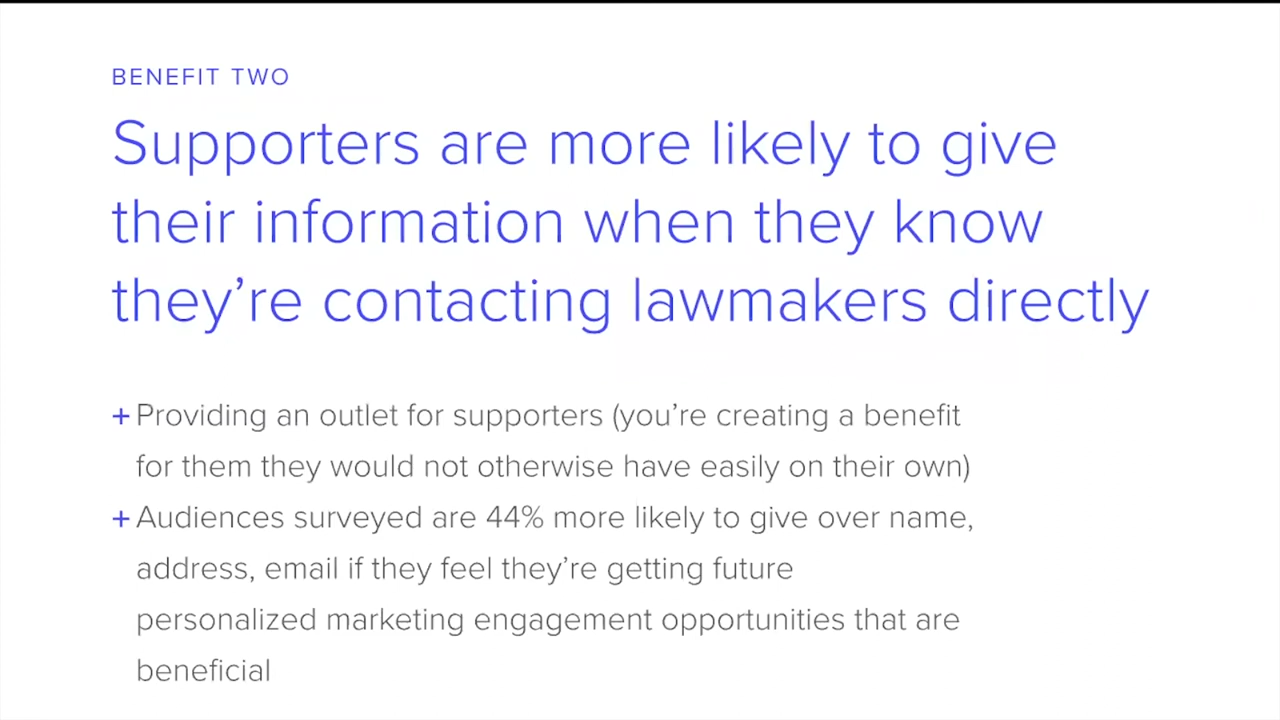 BENEFIT TWO
Supporters are more likely to give
their information when they know
they’re contacting lawmakers directly
+ Providing an outlet for supporters (you’re creating a benefit
for them they would not otherwise have easily on their own)
+ Audiences surveyed are 44% more likely to give over name,
address, email if they feel they’re getting future
personalized marketing engagement opportunities that are
beneficial